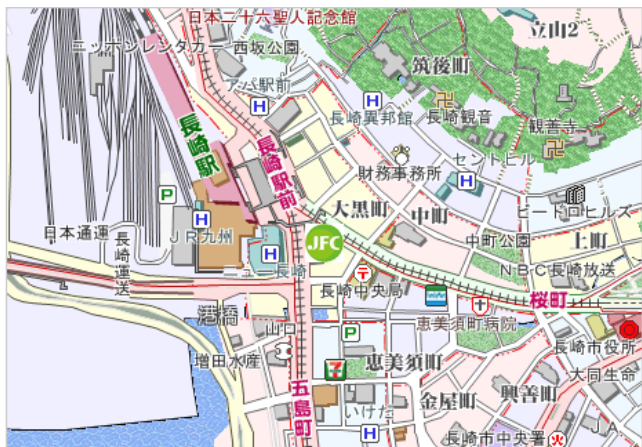 日本二十六聖人記念館
立山2
ニッポンレンタカー
西坂公園
筑後町
アパ駅前
H
H
長崎異邦館
長崎観音
観善寺
長崎駅
長崎駅前
財務事務所
セントヒル
H
P
大黒町
中町
ビードロヒルズ
H
日本通運
JR九州
JFC
中町公園
上町
長崎運送
H
ニュー長崎
NBC長崎放送
長崎中央局
桜町
港橋
山口
P
恵美須町病院
長崎市役所
増田水産
恵美須町
大同生命
7
五島町
いけだ
金屋町
興善町
JA
H
長崎市中央署